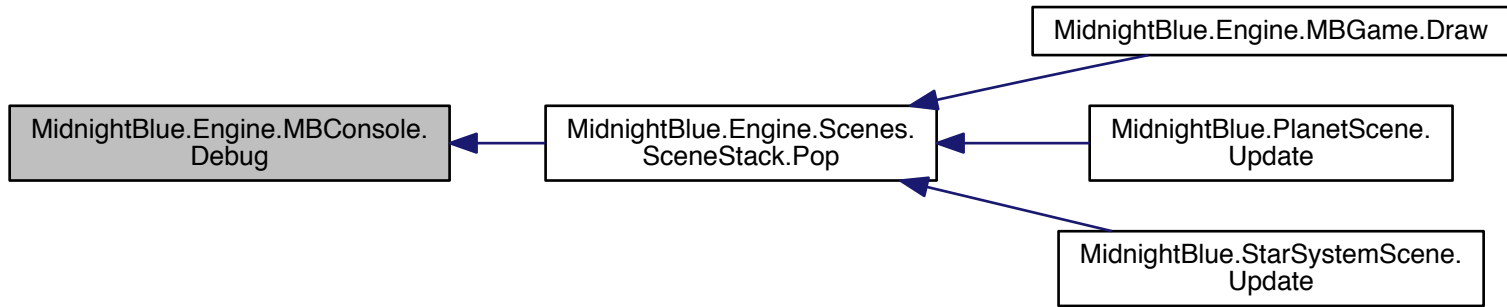 MidnightBlue.Engine.MBConsole.
Debug
MidnightBlue.Engine.Scenes.
SceneStack.Pop
MidnightBlue.Engine.MBGame.Draw
MidnightBlue.PlanetScene.
Update
MidnightBlue.StarSystemScene.
Update